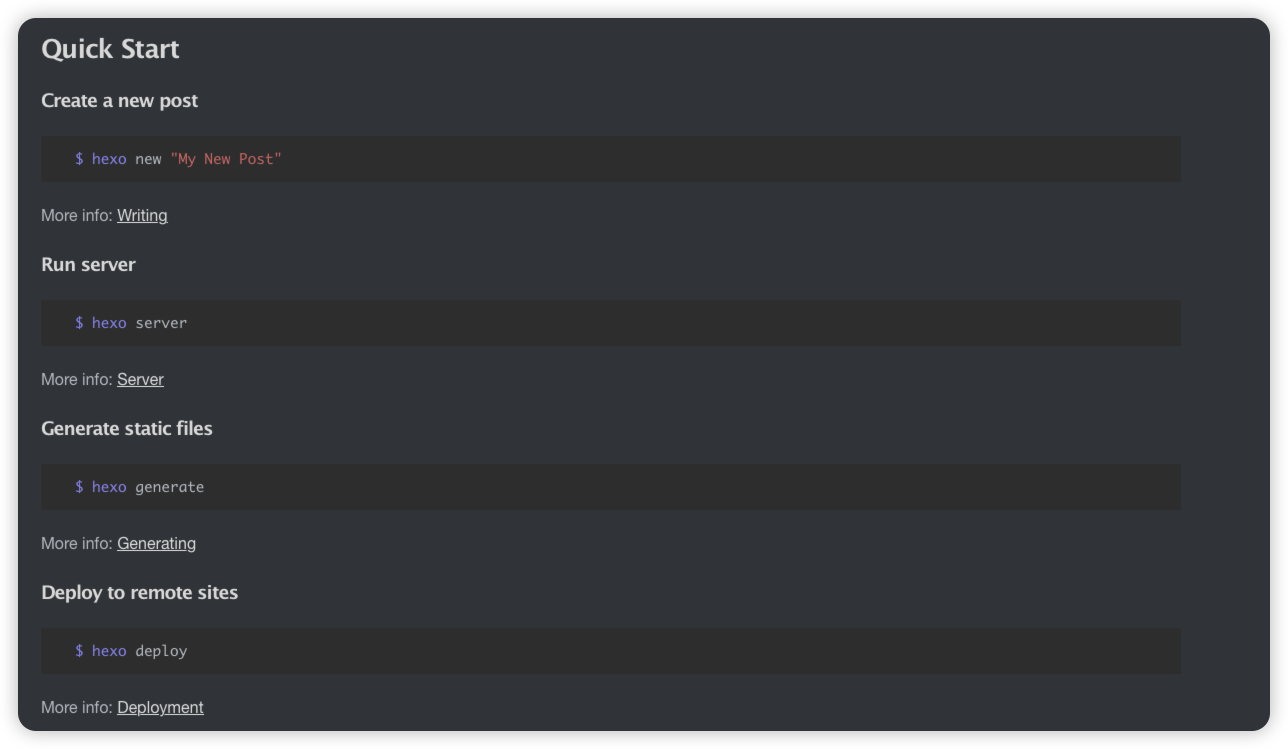 Quick Start
Create a new post
$ hexo new "My New Post"
More info: Writing
Run server
$ hexo server
More info: Server
Generate static files
$ hexo generate
More info: Generating
Deploy to remote sites
$ hexo deploy
More info: Deployment